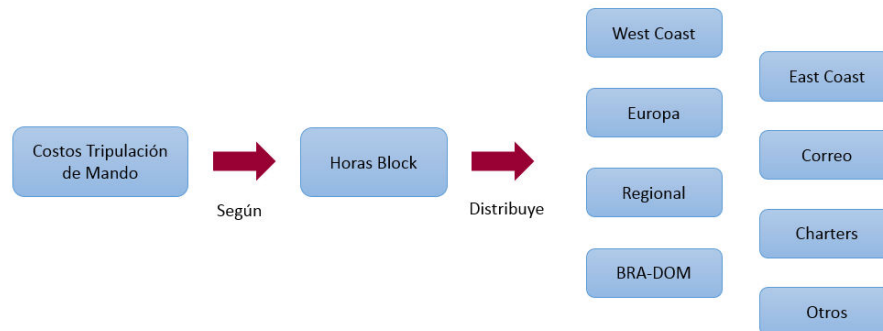 Costos Tripulación
de Mando
Según
Horas Block
Distribuye
West Coast
Europa
Regional
BRA-DOM
East Coast
Correo
Charters
Otros